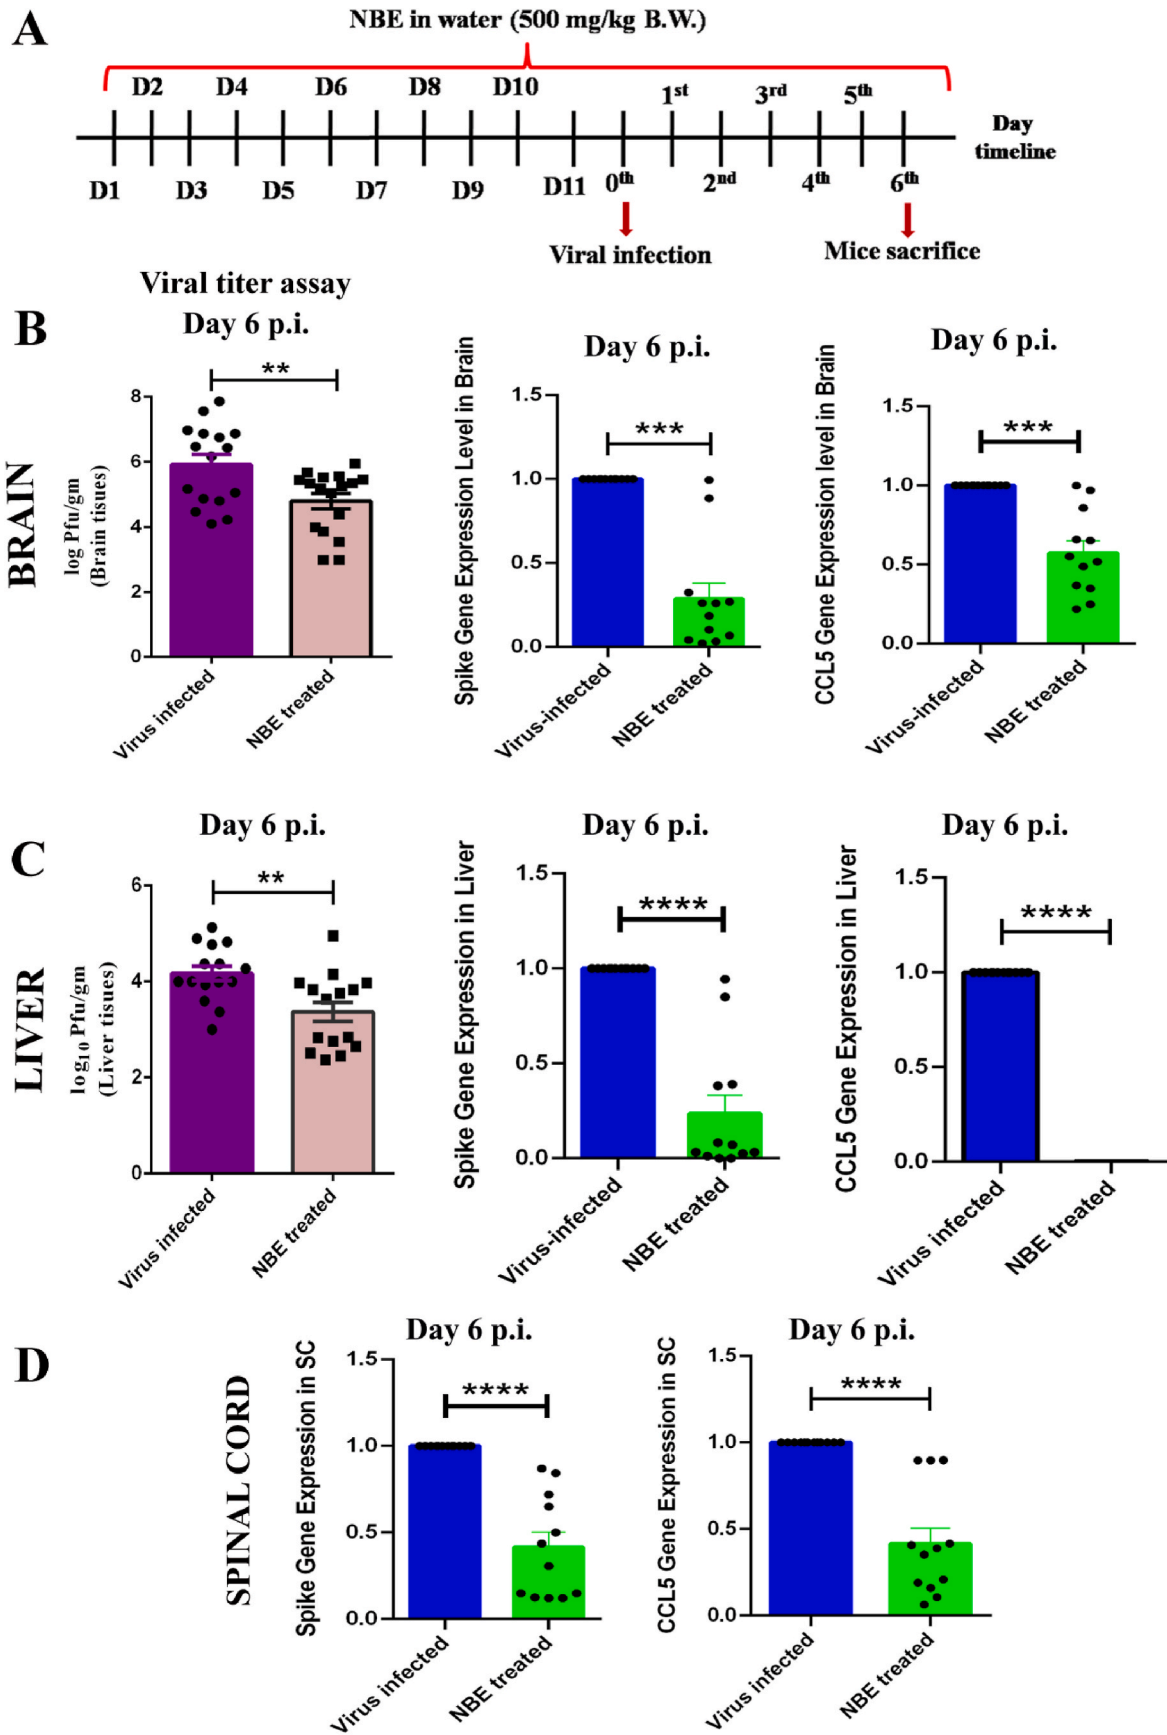 A
NBE in water (500 mg/kg B.W.)
D2 D4 D6 D8 D10 1st 3rd 5th
D1 D3 D5 D7 D9 D11 0th 2nd 4th 6th
Day
timeline
Viral infection
Mice sacrifice
B
BRAIN
Viral titer assay
Day 6 p.i.
**
log Pfu/gm
(Brain tissues)
8
6
4
2
0
Virus infected
NBE treated
Day 6 p.i.
***
Spike Gene Expression Level in Brain
1.5
1.0
0.5
0.0
Virus-infected
NBE treated
Day 6 p.i.
***
CCL5 Gene Expression level in Brain
1.5
1.0
0.5
0.0
Virus-infected
NBE treated
C
LIVER
Day 6 p.i.
**
log10 Pfu/gm
(Liver tisues)
6
4
2
0
Virus infected
NBE treated
Day 6 p.i.
****
Spike Gene Expression in Liver
1.5
1.0
0.5
0.0
Virus-infected
NBE treated
Day 6 p.i.
****
CCL5 Gene Expression in Liver
1.5
1.0
0.5
0.0
Virus infected
NBE treated
D
SPINAL CORD
Day 6 p.i.
****
Spike Gene Expression in SC
1.5
1.0
0.5
0.0
Virus infected
NBE treated
Day 6 p.i.
****
CCL5 Gene Expression in SC
1.5
1.0
0.5
0.0
Virus infected
NBE treated